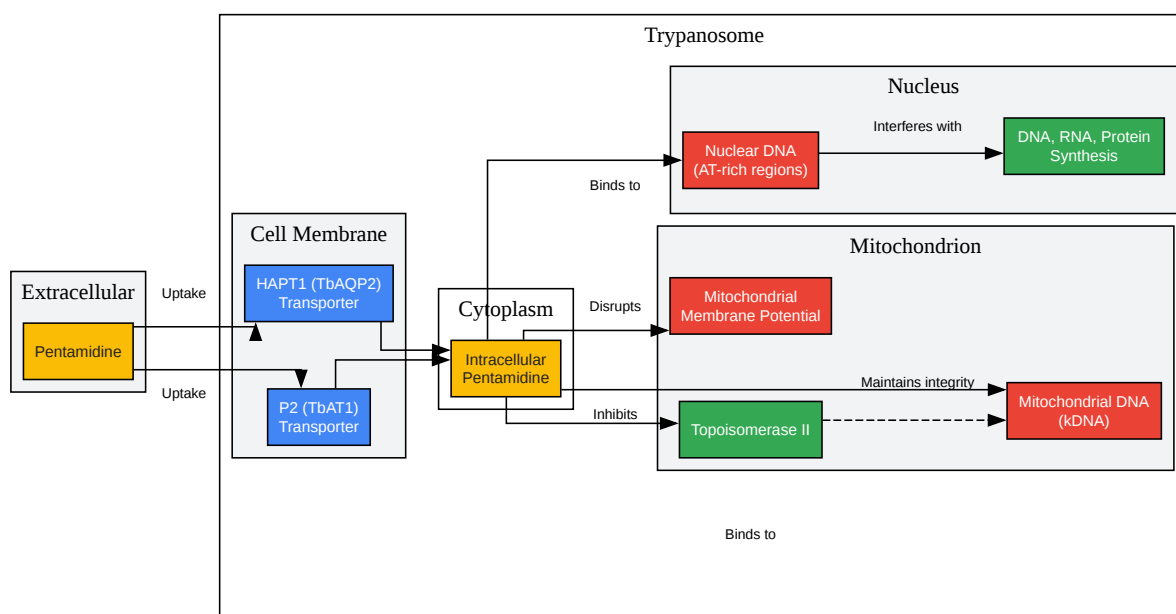 Trypanosome
Nucleus
Nuclear DNA
(AT-rich regions)
Interferes with
DNA, RNA, Protein
Synthesis
Binds to
Cell Membrane
HAPT1 (TbAQP2)
Transporter
P2 (TbAT1)
Transporter
Extracellular
Pentamidine
Uptake
Uptake
Cytoplasm
Intracellular
Pentamidine
Mitochondrion
Disrupts
Mitochondrial
Membrane Potential
Maintains integrity
Mitochondrial DNA
(kDNA)
Inhibits
Topoisomerase II
Binds to